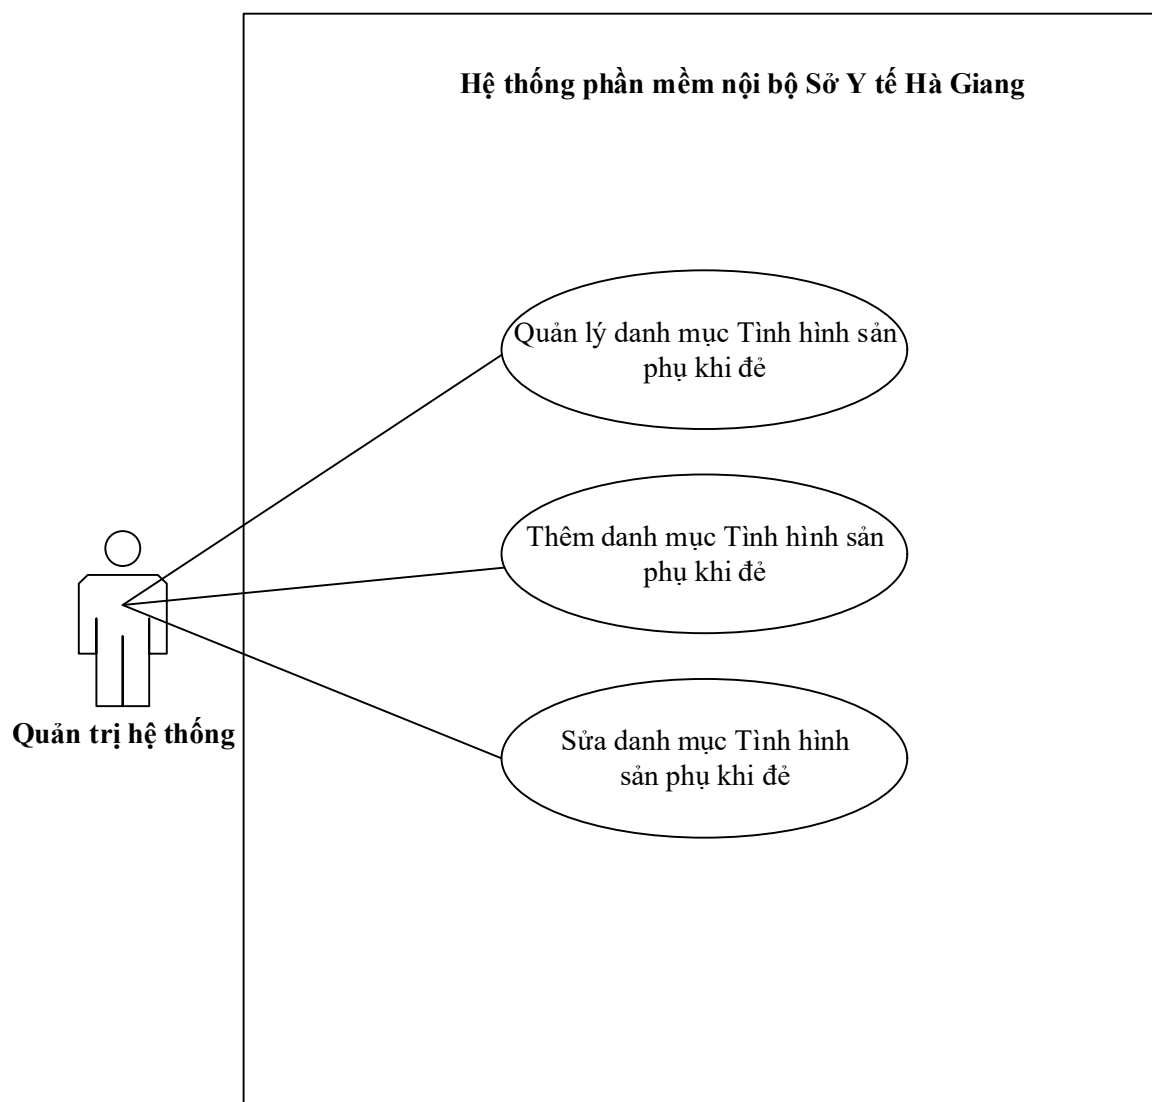 Hệ thống phần mềm nội bộ Sở Y tế Hà Giang
Quản lý danh mục Tình hình sản
phụ khi đẻ
Thêm danh mục Tình hình sản
phụ khi đẻ
Quản trị hệ thống
Sửa danh mục Tình hình
sản phụ khi đẻ